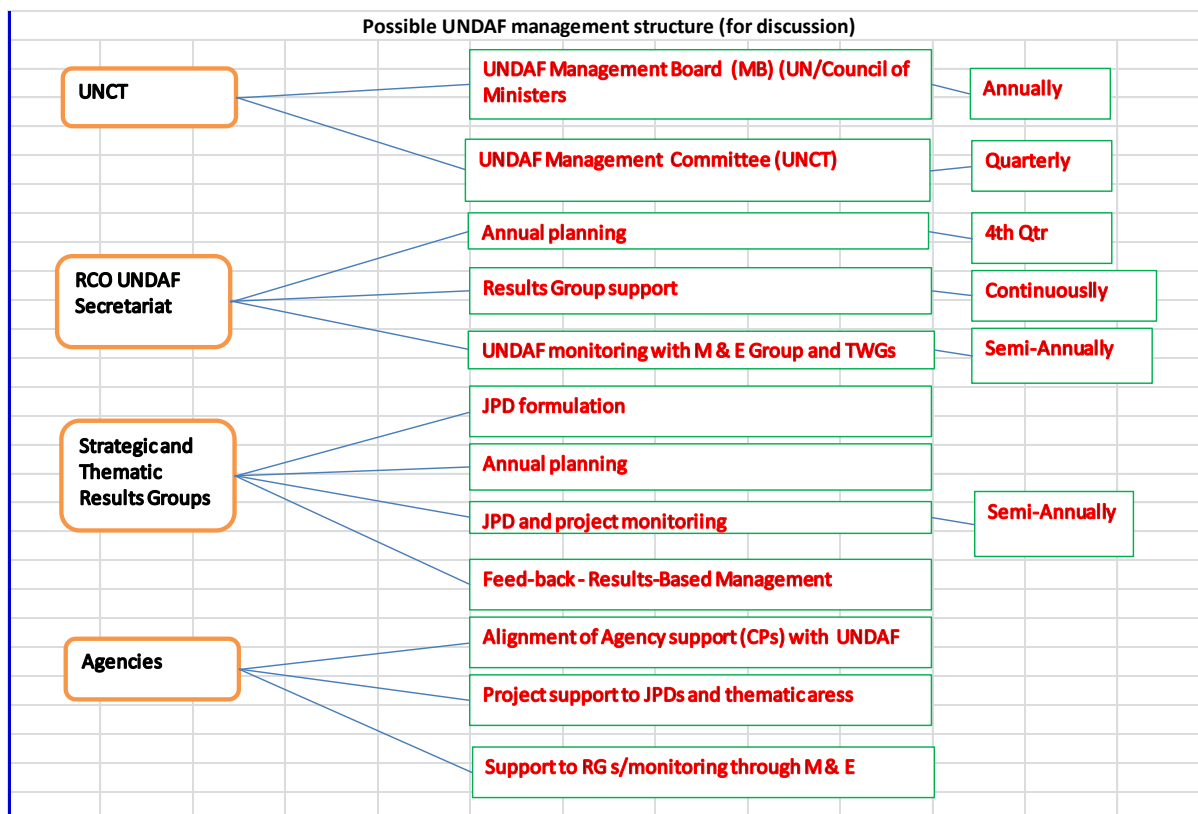 Possible UNDAF management structure (for discussion)
UNCT
UNDAF Management Board (MB) (UN/Council of
Ministers
Annually
UNDAF Management Committee (UNCT)
Quarterly
RCO UNDAF
Secretariat
Annual planning
4th Qtr
Results Group support
Continuouslly
UNDAF monitoring with M & E Group and TWGs
Semi-Annually
Strategic and
Thematic
Results Groups
JPD formulation
Annual planning
JPD and project monitoriing
Semi-Annually
Feed-back - Results-Based Management
Agencies
Alignment of Agency support (CPs) with UNDAF
Project support to JPDs and thematic aress
Support to RG s/monitoring through M & E